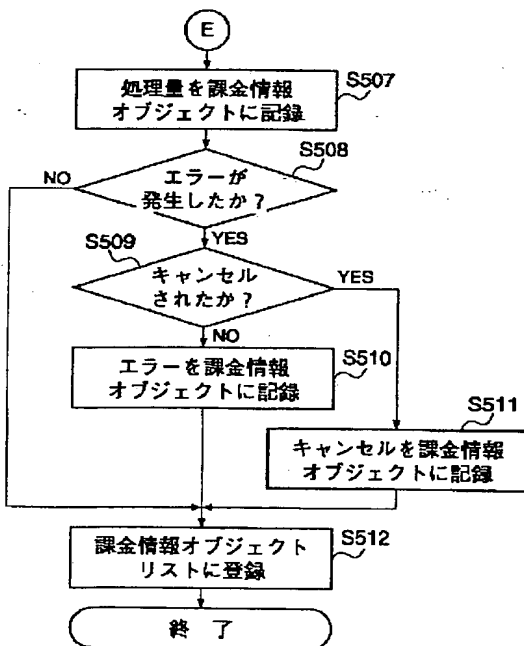 E
S507
処理量を課金情報
オブジェクトに記録
S508
エラーが
発生したか?
NO
YES
S509
キャンセル
されたか?
YES
NO
S510
エラーを課金情報
オブジェクトに記録
S511
キャンセルを課金情報
オブジェクトに記録
S512
課金情報オブジェクト
リストに登録
終 了